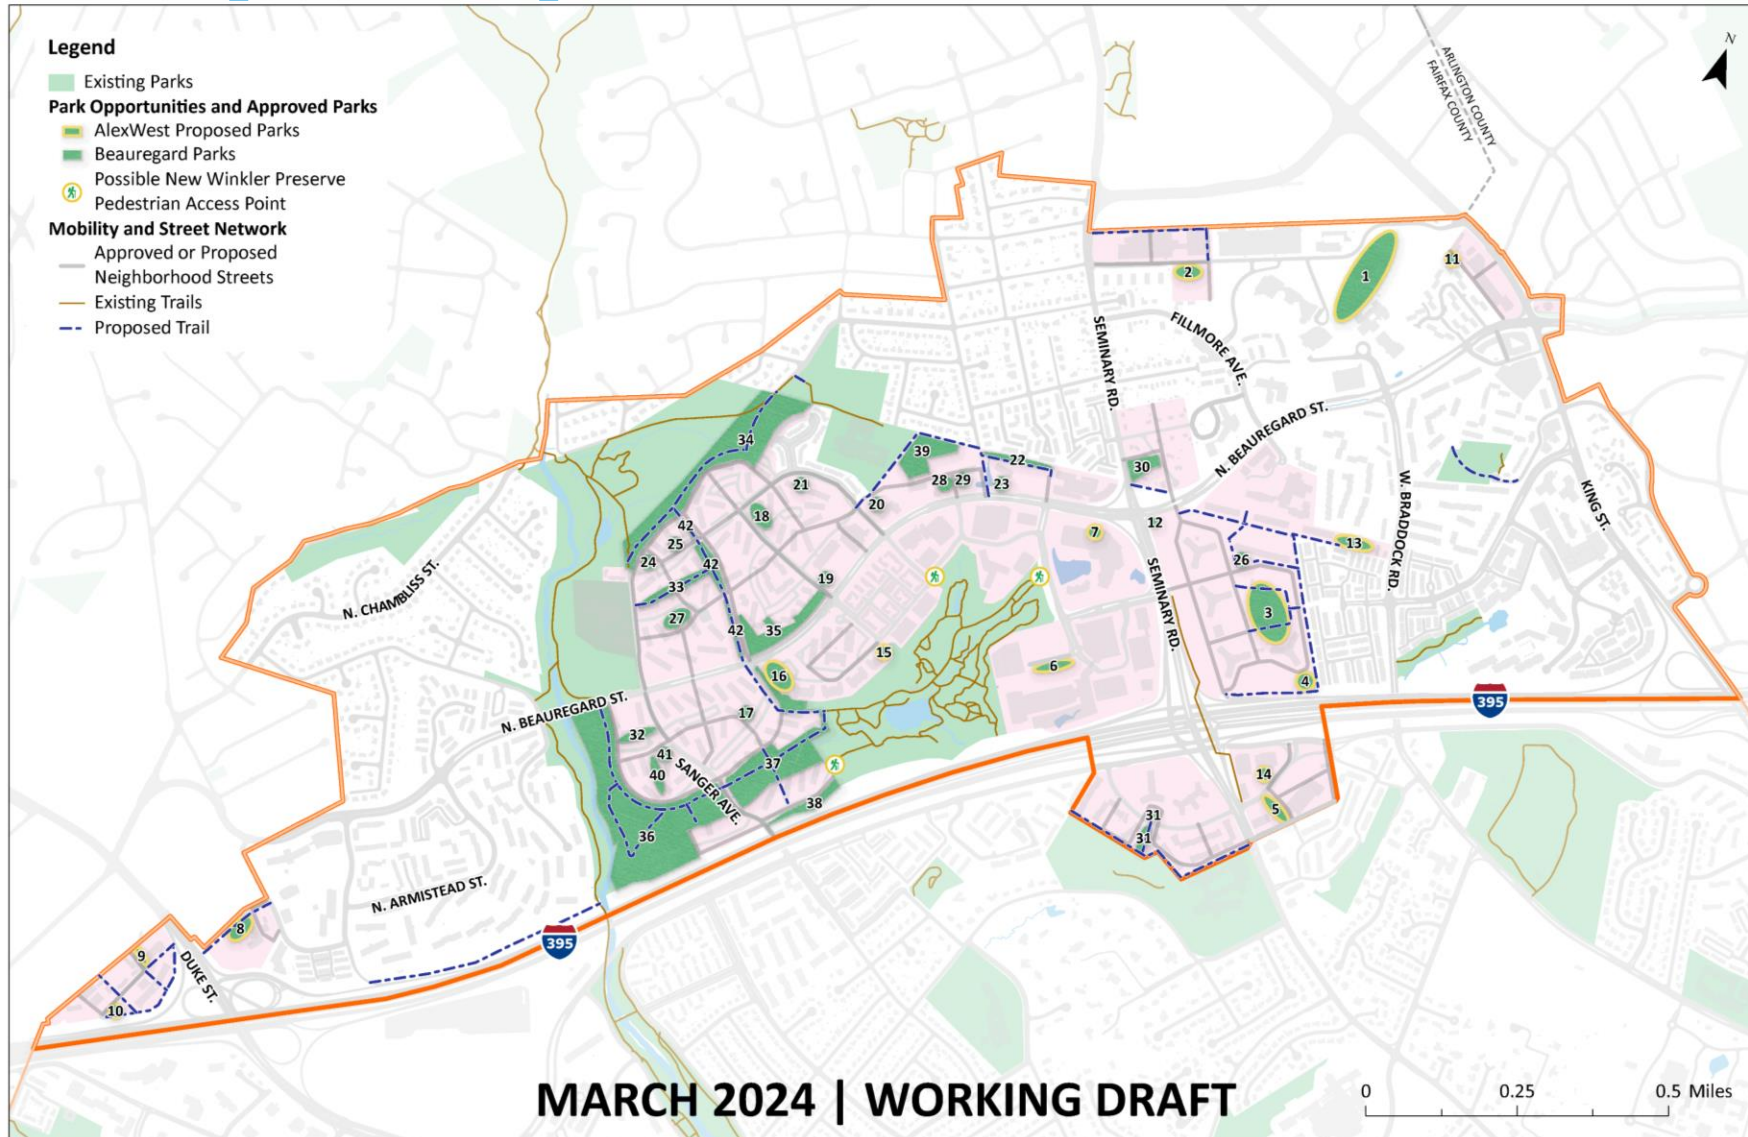 Legend
Existing Parks
Park Opportunities and Approved Parks
AlexWest Proposed Parks
Beauregard Parks
Possible New Winkler Preserve
Pedestrian Access Point
Mobility and Street Network
Approved or Proposed
Neighborhood Streets
Existing Trails
Proposed Trail
N
ARLINGTON COUNTY
FAIRFAX COUNTY
1
11
2
SEMINARY RD.
FILLMORE AVE.
N. BEAUREGARD ST.
W. BRADDOCK RD.
KING ST.
34
39
22
30
21
28
29
23
20
18
42
25
12
7
13
24
42
26
33
19
N. CHAMBLISS ST.
27
42
35
SEMINARY RD.
3
15
6
16
4
395
N. BEAUREGARD ST.
17
32
41
37
40
SANGER AVE.
14
38
5
31
31
36
N. ARMISTEAD ST.
8
395
9
DUKE ST.
10
MARCH 2024 | WORKING DRAFT
0
0.25
0.5 Miles